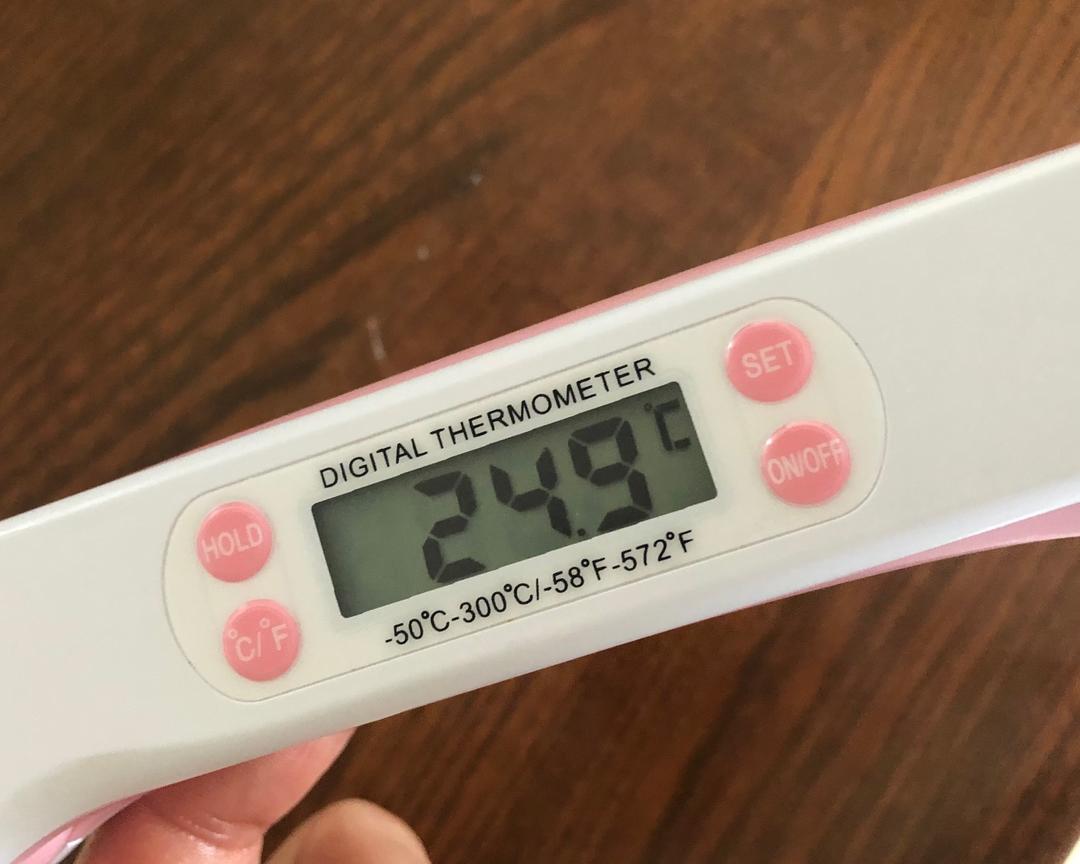 DIGITAL THERMOMETER
24.9°C
-50°C-300°C/-58°F-572°F
HOLD
°C/°F
SET
ON/OFF